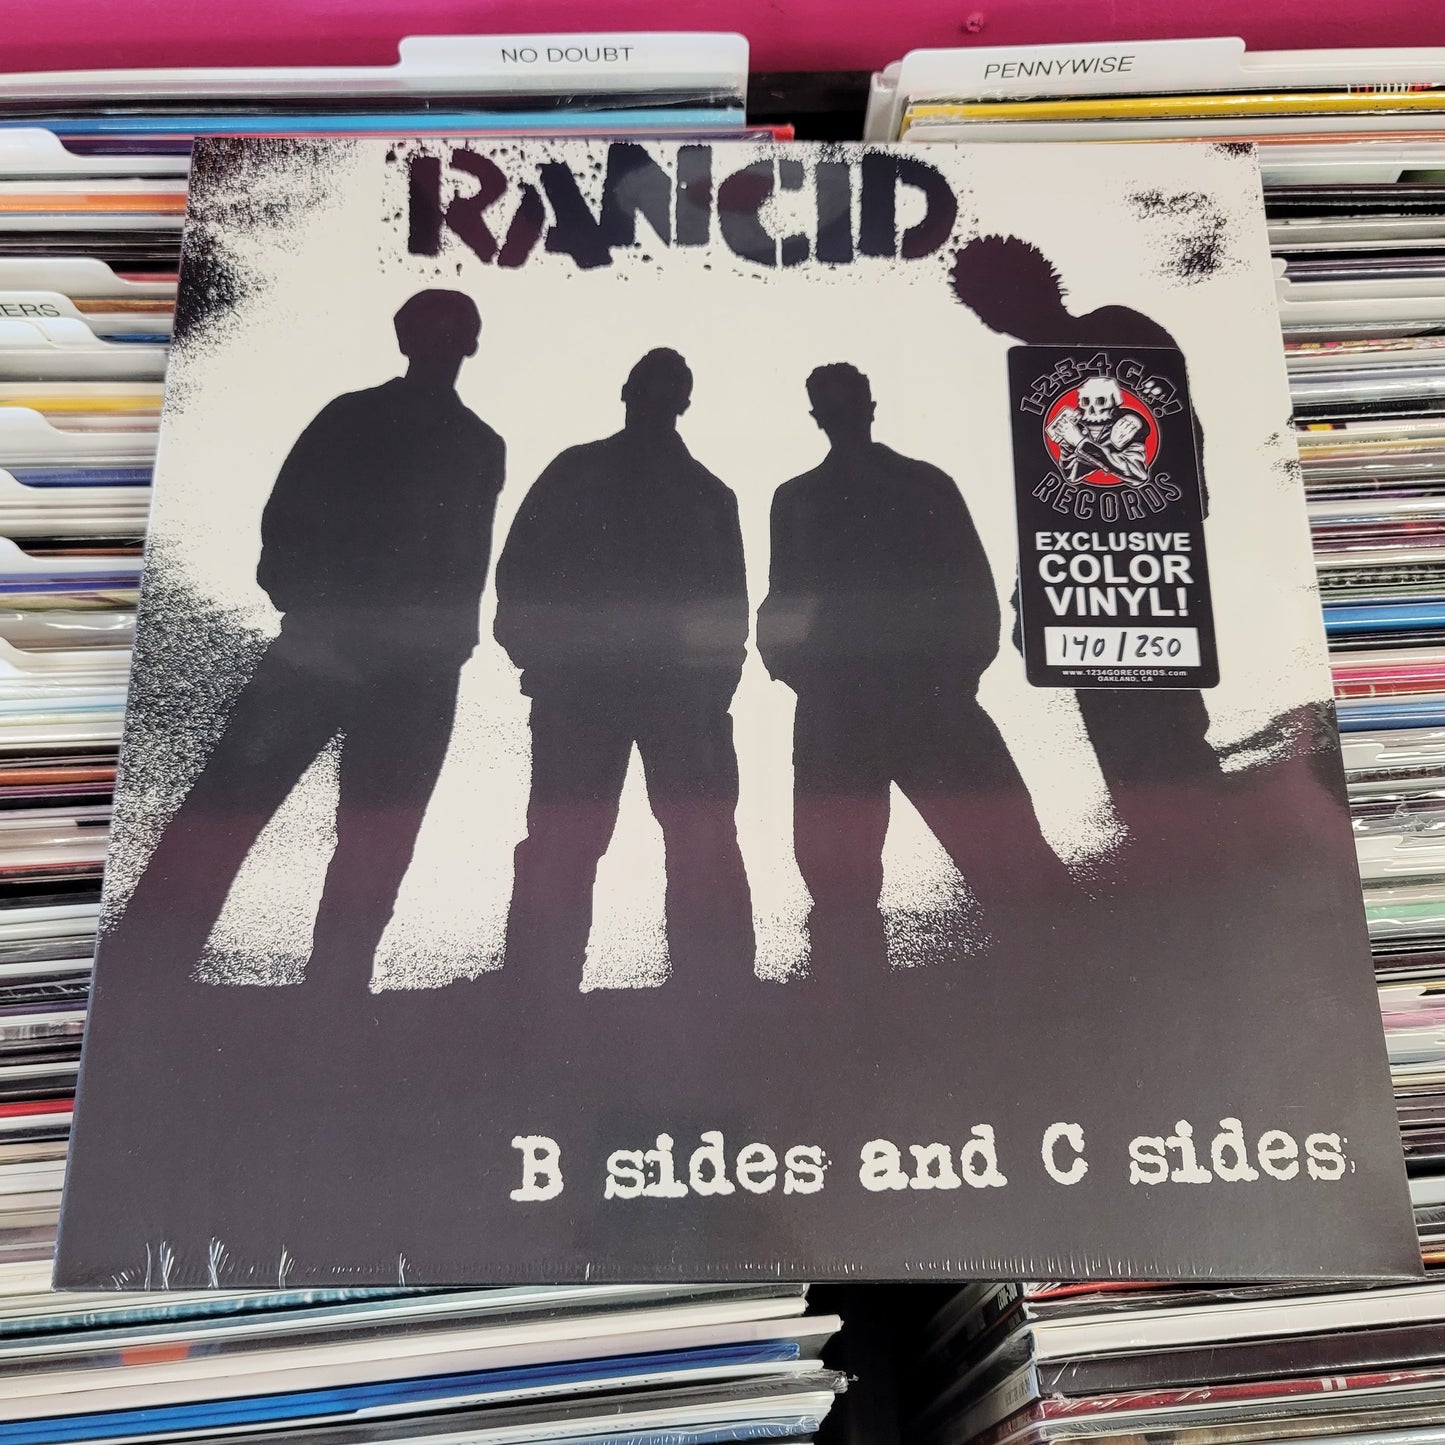 NO DOUBT
PENNYWISE
ERS
RANCID
1-2-3-4 GO!
RECORDS
EXCLUSIVE
COLOR
VINYL!
140/250
www.1234GORECORDS.com
OAKLAND, CA
B sides and C sides